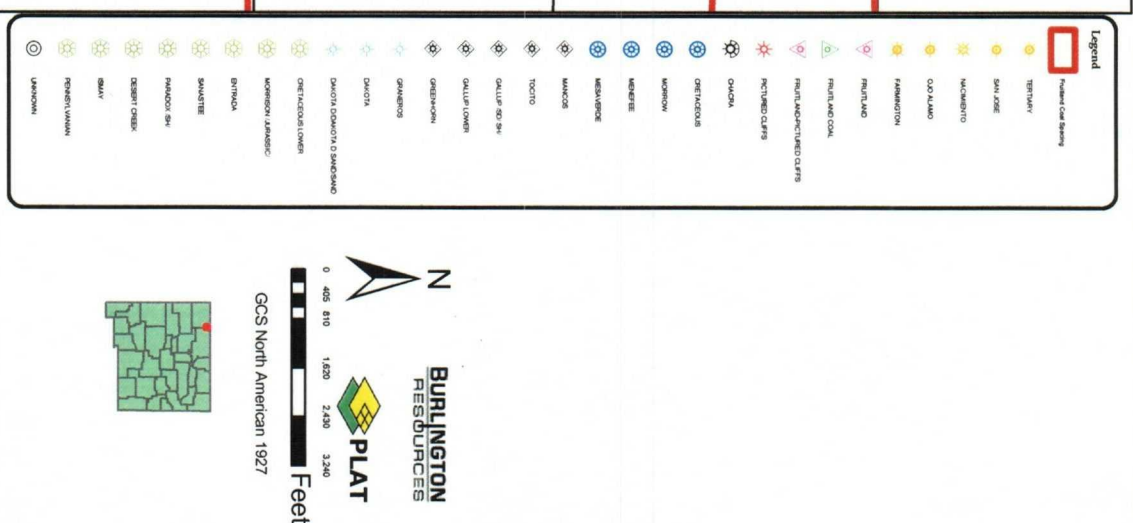 Legend
Fruitland Coal Spacing
TERTIARY
SAN JOSE
NACIMIENTO
OJO ALAMO
FARMINGTON
FRUITLAND
FRUITLAND COAL
FRUITLAND-PICTURED CLIFFS
PICTURED CLIFFS
CHACRA
CRETACEOUS
MORROW
MENEFEE
MESAVERDE
MANCOS
TOCITO
GALLUP /SD/ SH/
GALLUP LOWER
GREENHORN
GRANEROS
DAKOTA
DAKOTA D/DAKOTA D SAND/SAND
CRETACEOUS LOWER
MORRISON /JURASSIC/
ENTRADA
SANASTEE
PARADOX /SH/
DESERT CREEK
ISMAY
PENNSYLVANIAN
UNKNOWN
N
BURLINGTON
RESOURCES
PLAT
0 405 810 1,620 2,430 3,240
Feet
GCS North American 1927